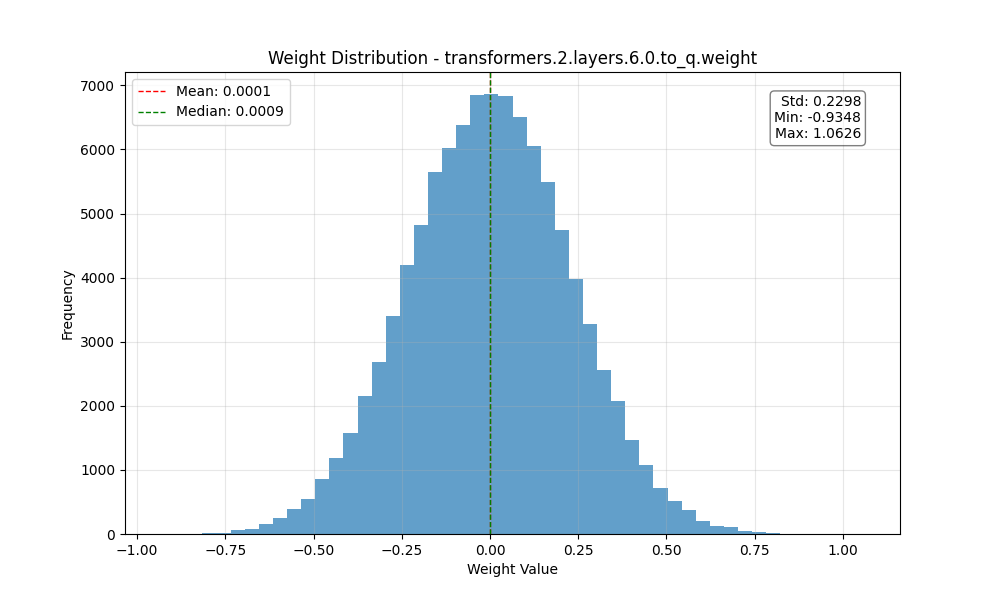 Weight Distribution - transformers.2.layers.6.0.to_q.weight
Mean: 0.0001
Median: 0.0009
Std: 0.2298
Min: -0.9348
Max: 1.0626
Frequency
7000
6000
5000
4000
3000
2000
1000
0
−1.00 −0.75 −0.50 −0.25 0.00 0.25 0.50 0.75 1.00
Weight Value